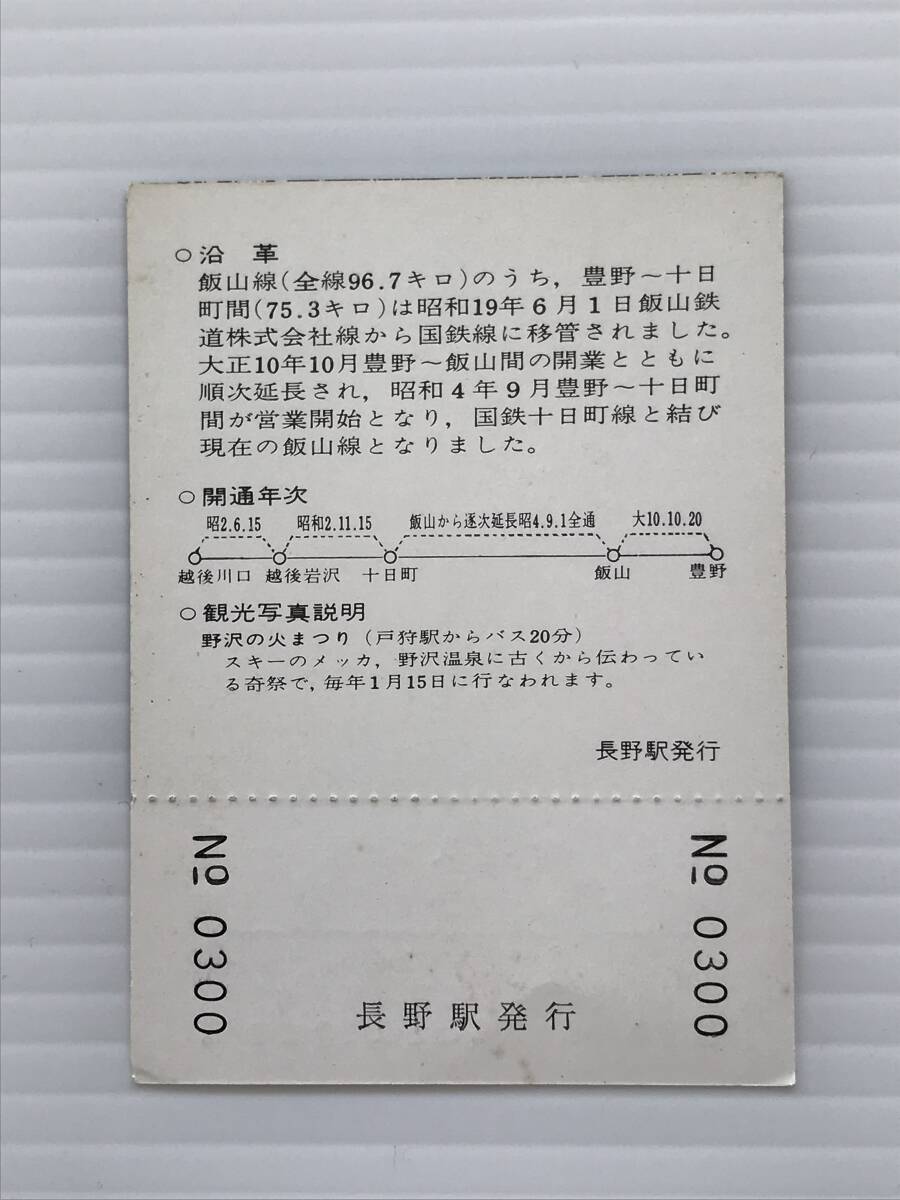 ○沿　革
飯山線(全線96.7キロ)のうち，豊野～十日
町間(75.3キロ)は昭和19年6月1日飯山鉄
道株式会社線から国鉄線に移管されました。
大正10年10月豊野～飯山間の開業とともに
順次延長され，昭和4年9月豊野～十日町
間が営業開始となり，国鉄十日町線と結び
現在の飯山線となりました。
○開通年次
昭2.6.15　昭和2.11.15　飯山から逐次延長昭4.9.1全通　大10.10.20
越後川口　越後岩沢　十日町　飯山　豊野
○観光写真説明
野沢の火まつり（戸狩駅からバス20分）
スキーのメッカ，野沢温泉に古くから伝わってい
る奇祭で，毎年1月15日に行なわれます。
長野駅発行
№ 0300
№ 0300
長野駅発行